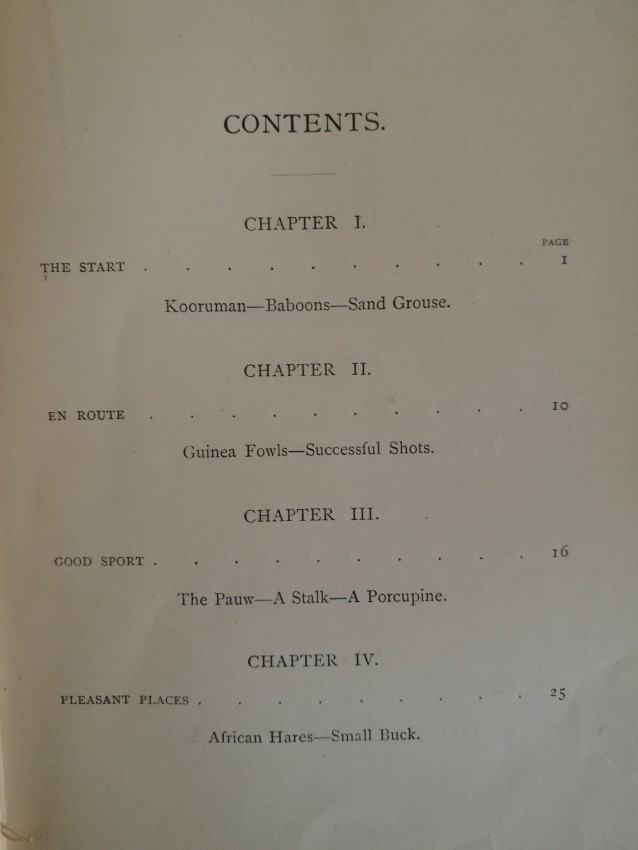 CONTENTS.
CHAPTER I.
PAGE
THE START . . . . . . . . . . 1
Kooruman—Baboons—Sand Grouse.
CHAPTER II.
EN ROUTE . . . . . . . . . . 10
Guinea Fowls—Successful Shots.
CHAPTER III.
GOOD SPORT . . . . . . . . . . 16
The Pauw—A Stalk—A Porcupine.
CHAPTER IV.
PLEASANT PLACES . . . . . . . . . 25
African Hares—Small Buck.